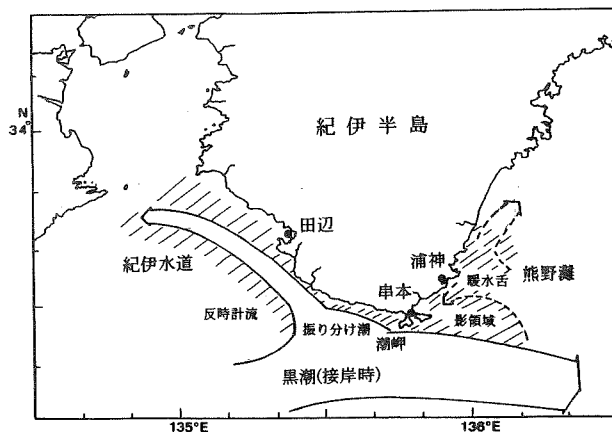 N
34°
紀伊半島
田辺
紀伊水道
浦神
暖水舌
熊野灘
串本
反時計流
振り分け潮
影領域
潮岬
黒潮(接岸時)
135°E
136°E